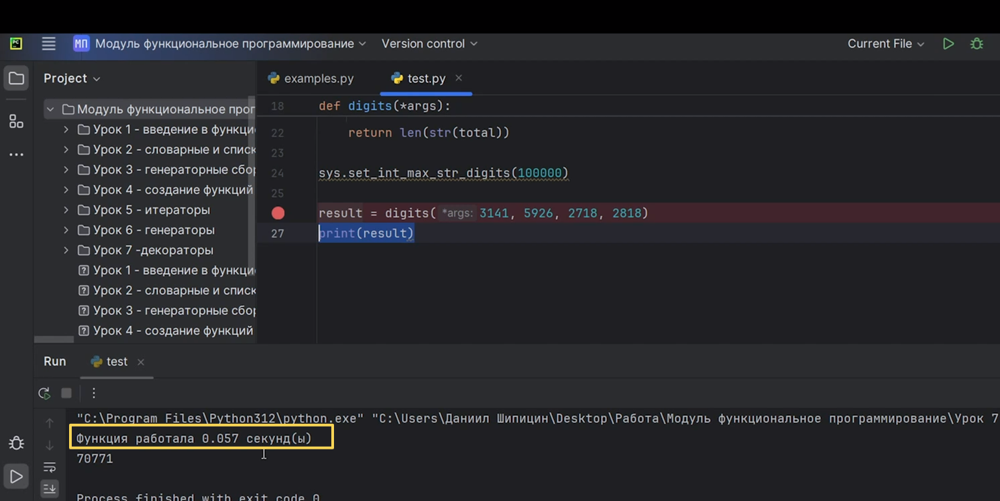 МП Модуль функциональное программирование Version control Current File
Project
examples.py test.py
Модуль функциональное прог
18 def digits(*args):
Урок 1 - введение в функци
22 return len(str(total))
Урок 2 - словарные и списк
23
Урок 3 - генераторные сбор
24 sys.set_int_max_str_digits(100000)
Урок 4 - создание функций
25
Урок 5 - итераторы
result = digits( *args: 3141, 5926, 2718, 2818)
Урок 6 - генераторы
27 print(result)
Урок 7 -декораторы
Урок 1 - введение в функци
Урок 2 - словарные и списк
Урок 3 - генераторные сбор
Урок 4 - создание функций
Run test
"C:\Program Files\Python312\python.exe" "C:\Users\Даниил Шипицин\Desktop\Работа\Модуль функциональное программирование\Урок 7
Функция работала 0.057 секунд(ы)
70771
Process finished with exit code 0